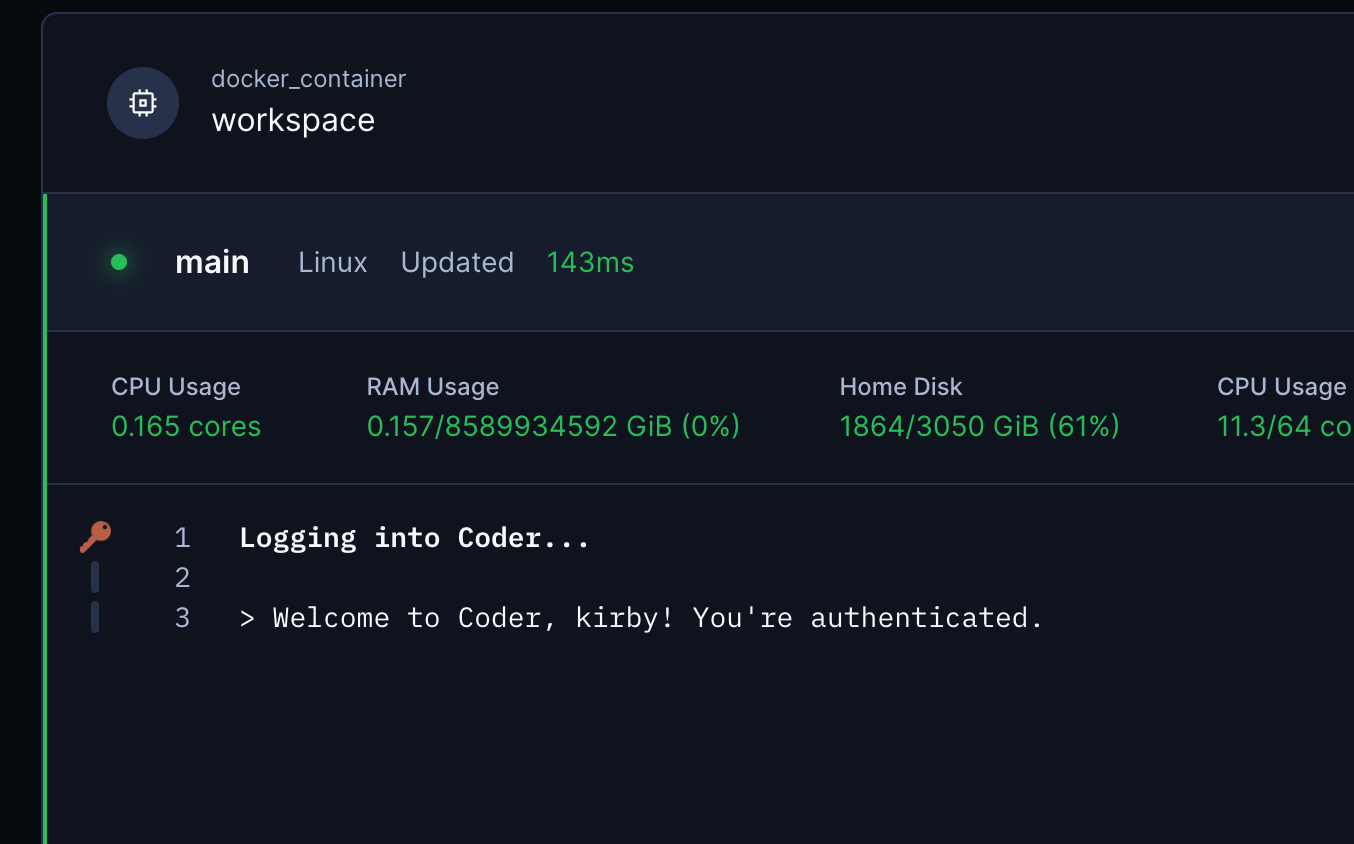 docker_container
workspace
main Linux Updated 143ms
CPU Usage RAM Usage Home Disk CPU Usage
0.165 cores 0.157/8589934592 GiB (0%) 1864/3050 GiB (61%) 11.3/64 co
1 Logging into Coder...
2
3 > Welcome to Coder, kirby! You're authenticated.